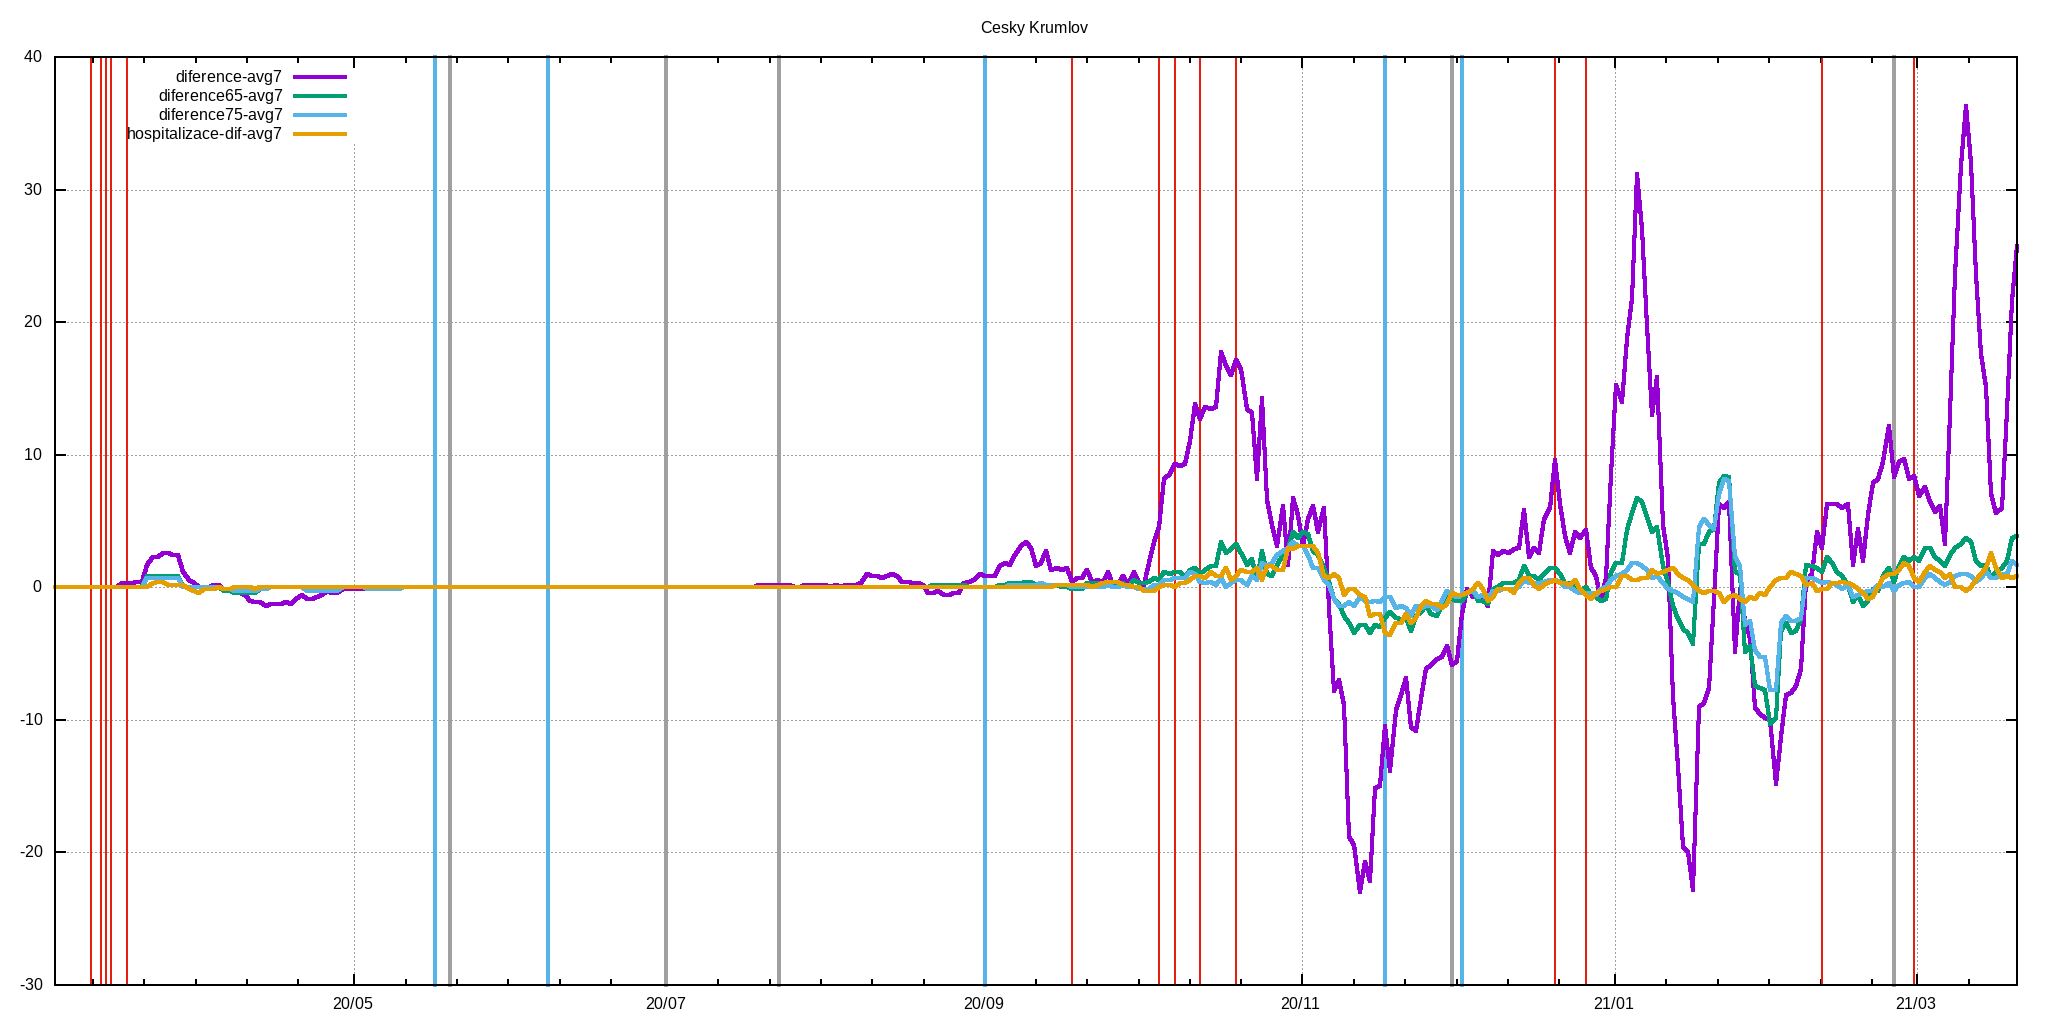 Cesky Krumlov
40
30
20
10
0
-10
-20
-30
diference-avg7
diference65-avg7
diference75-avg7
hospitalizace-dif-avg7
20/05 20/07 20/09 20/11 21/01 21/03